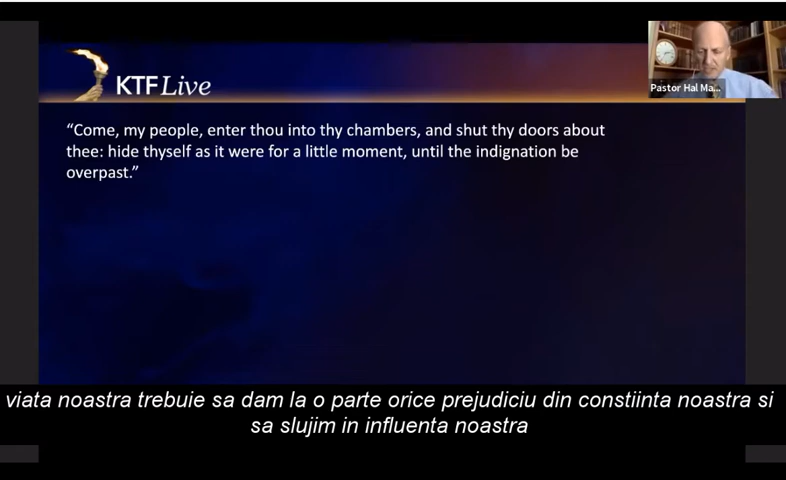 KTF Live
Pastor Hal Ma...
“Come, my people, enter thou into thy chambers, and shut thy doors about
thee: hide thyself as it were for a little moment, until the indignation be
overpast.”
viata noastra trebuie sa dam la o parte orice prejudiciu din constiinta noastra si
sa slujim in influenta noastra